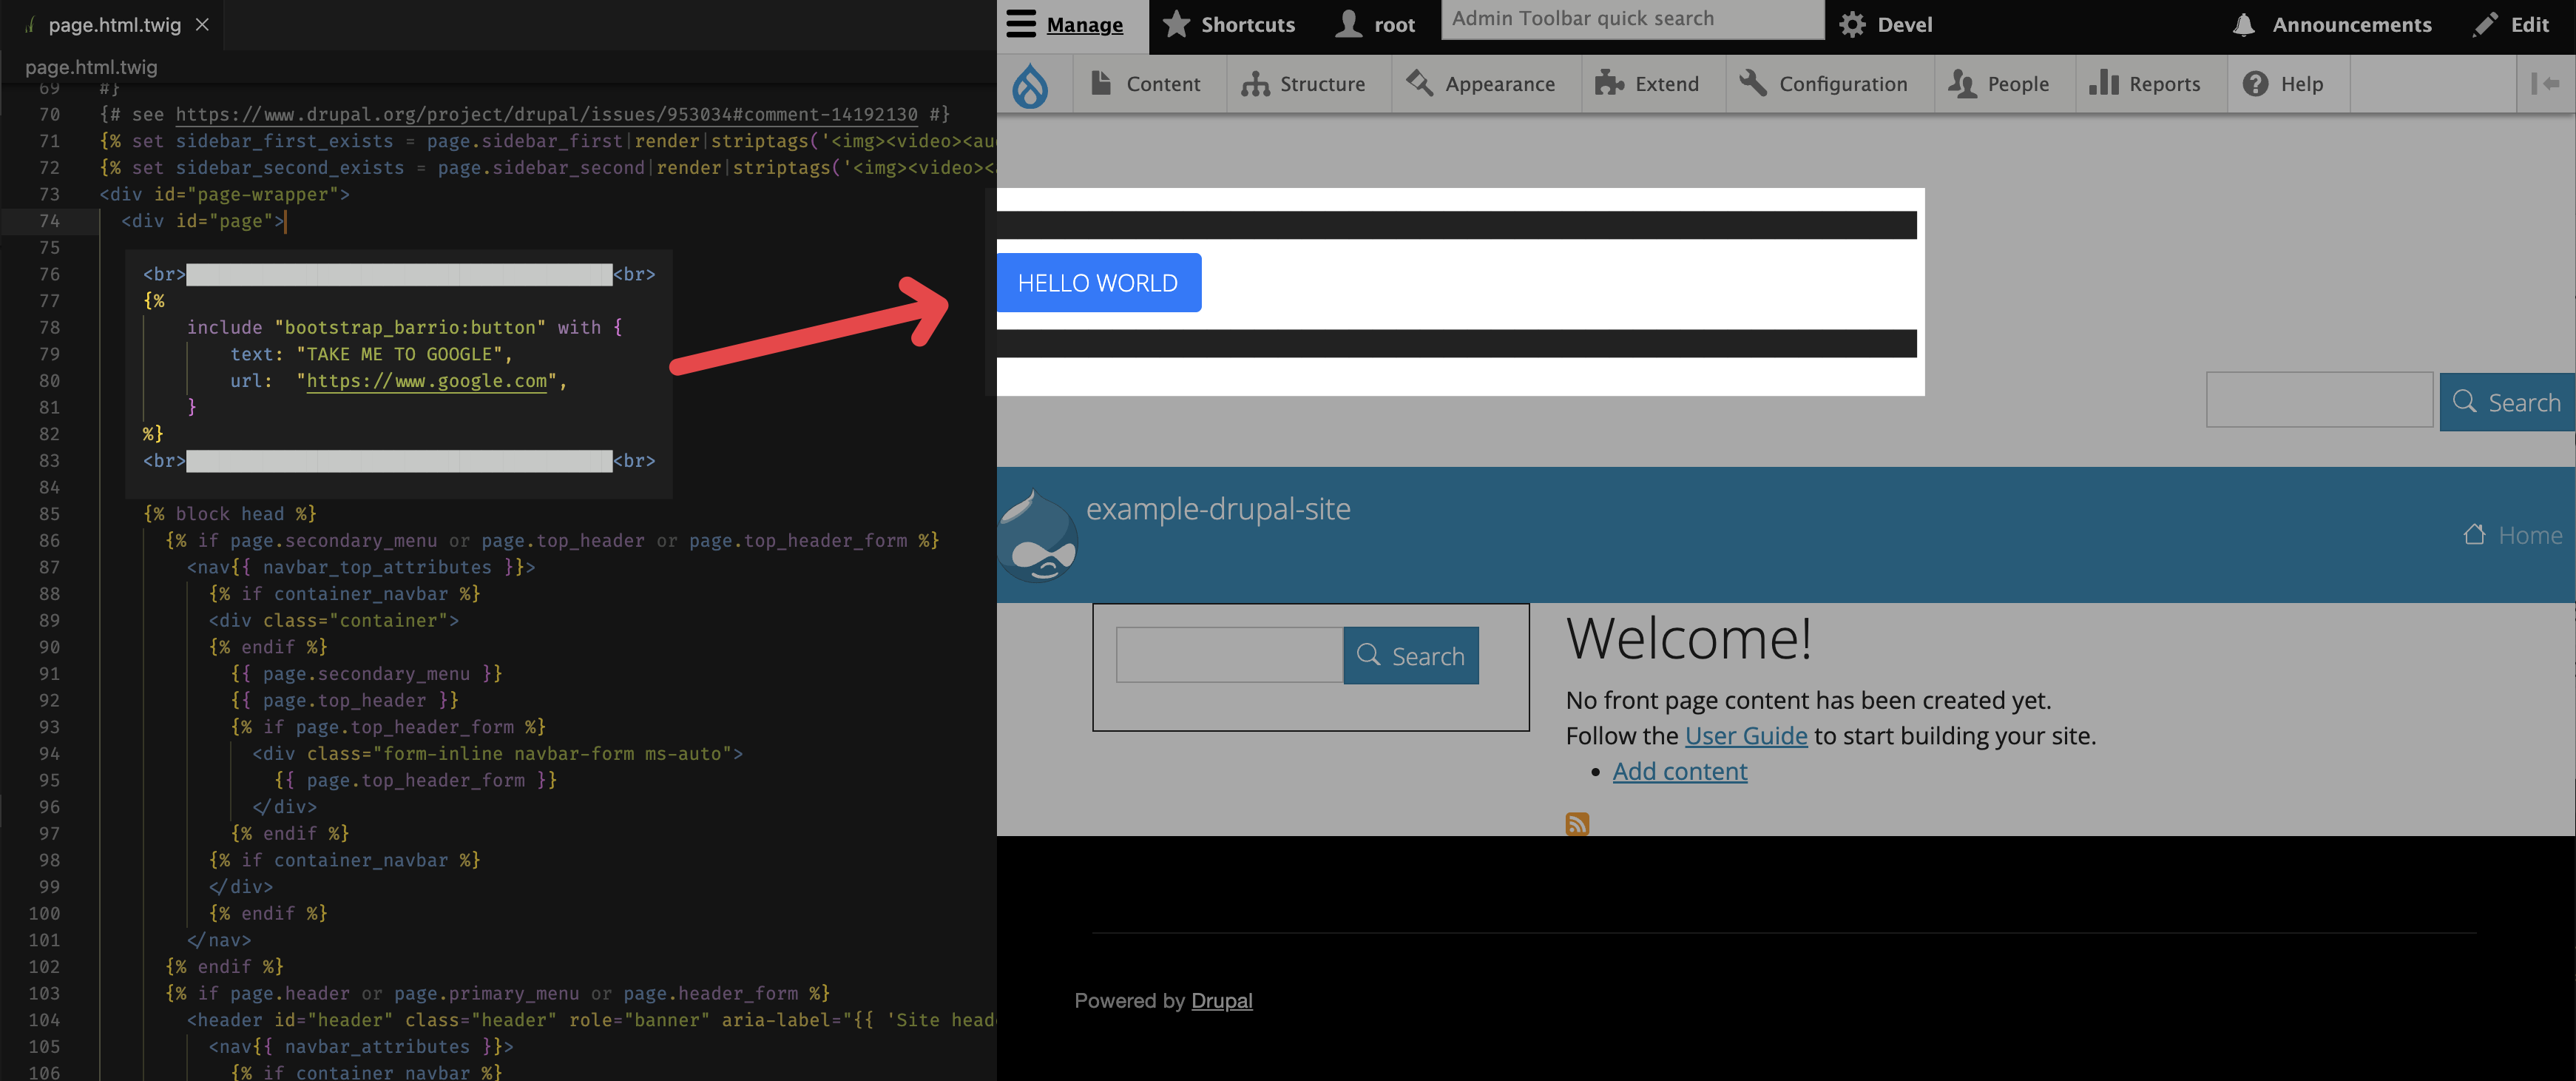 page.html.twig
page.html.twig
69 #}
70 {# see https://www.drupal.org/project/drupal/issues/953034#comment-14192130 #}
71 {% set sidebar_first_exists = page.sidebar_first|render|striptags('<img><video><au
72 {% set sidebar_second_exists = page.sidebar_second|render|striptags('<img><video><
73 <div id="page-wrapper">
74 <div id="page">
75
76 <br><br>
77 {%
78 include "bootstrap_barrio:button" with {
79 text: "TAKE ME TO GOOGLE",
80 url: "https://www.google.com",
81 }
82 %}
83 <br><br>
84
85 {% block head %}
86 {% if page.secondary_menu or page.top_header or page.top_header_form %}
87 <nav{{ navbar_top_attributes }}>
88 {% if container_navbar %}
89 <div class="container">
90 {% endif %}
91 {{ page.secondary_menu }}
92 {{ page.top_header }}
93 {% if page.top_header_form %}
94 <div class="form-inline navbar-form ms-auto">
95 {{ page.top_header_form }}
96 </div>
97 {% endif %}
98 {% if container_navbar %}
99 </div>
100 {% endif %}
101 </nav>
102 {% endif %}
103 {% if page.header or page.primary_menu or page.header_form %}
104 <header id="header" class="header" role="banner" aria-label="{{ 'Site head
105 <nav{{ navbar_attributes }}>
106 {% if container_navbar %}
Manage Shortcuts root Admin Toolbar quick search Devel Announcements Edit
Content Structure Appearance Extend Configuration People Reports Help
HELLO WORLD
Search
example-drupal-site
Home
Search
Welcome!
No front page content has been created yet.
Follow the User Guide to start building your site.
• Add content
Powered by Drupal